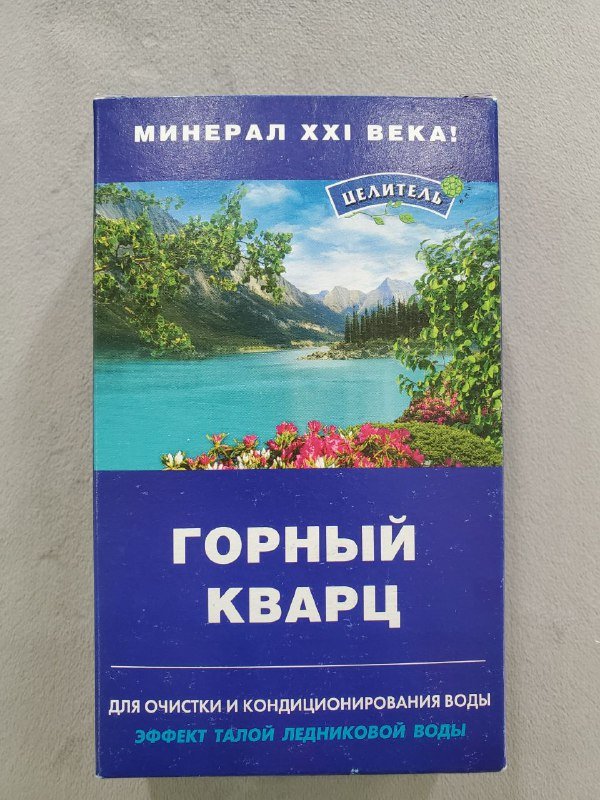 МИНЕРАЛ XXI ВЕКА!
ЦЕЛИТЕЛЬ
ГОРНЫЙ
КВАРЦ
ДЛЯ ОЧИСТКИ И КОНДИЦИОНИРОВАНИЯ ВОДЫ
ЭФФЕКТ ТАЛОЙ ЛЕДНИКОВОЙ ВОДЫ